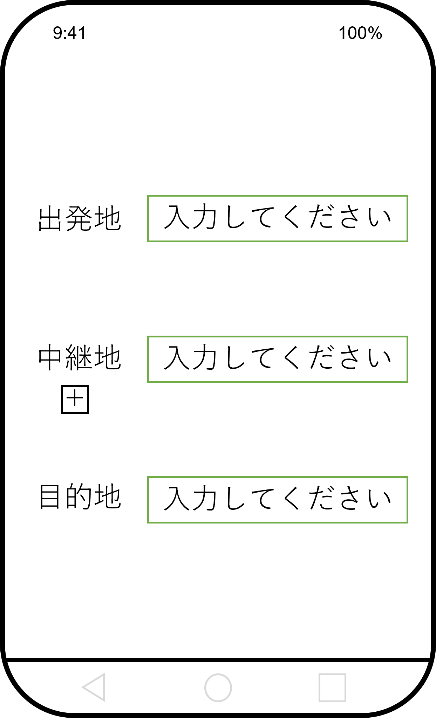 9:41 100%
出発地 入力してください
中継地 入力してください
+
目的地 入力してください